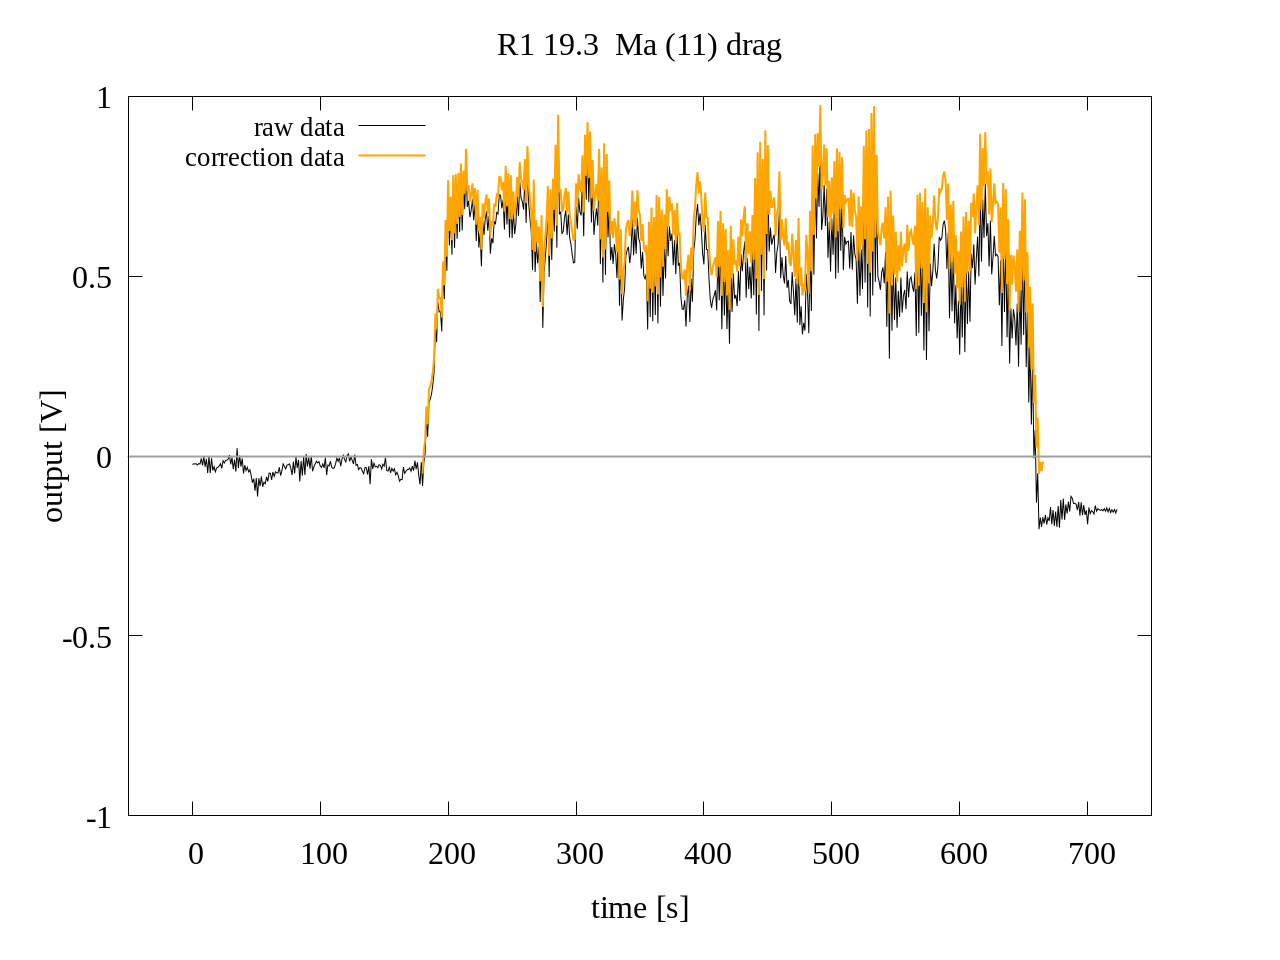 R1 19.3  Ma (11) drag
raw data
correction data
1
0.5
0
-0.5
-1
output [V]
0 100 200 300 400 500 600 700
time [s]